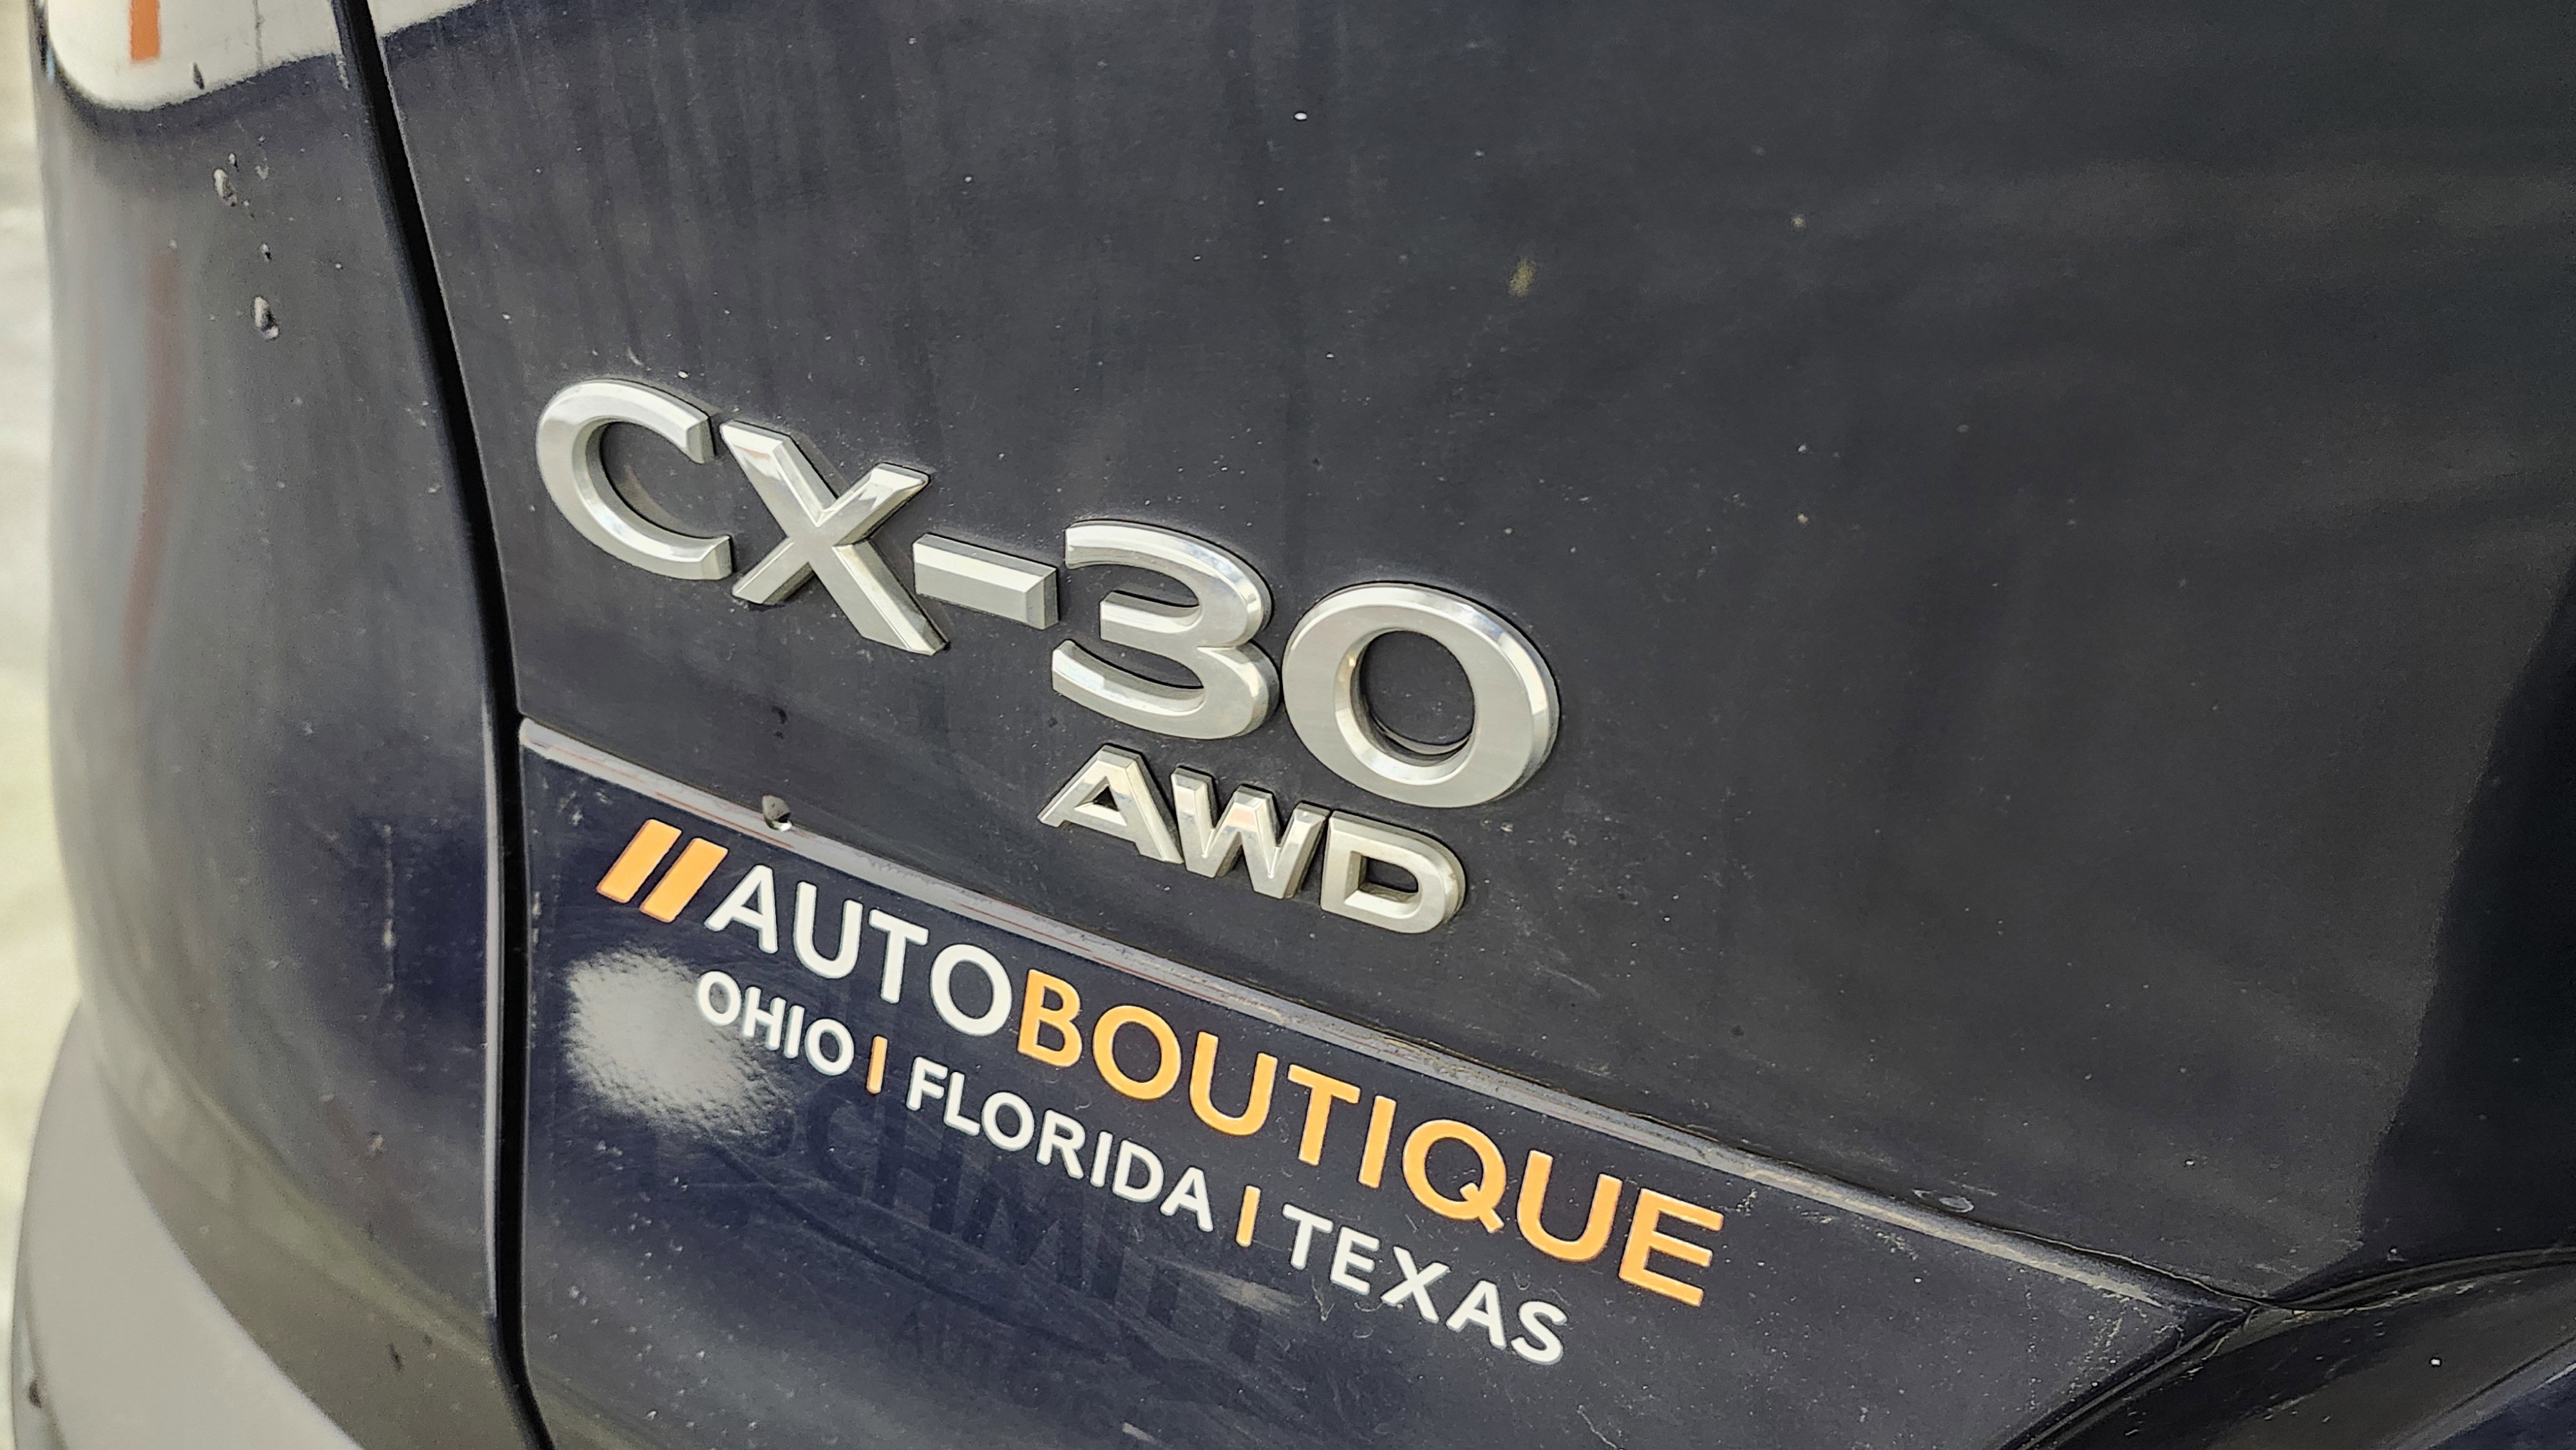 CX-30
AWD
//AUTOBOUTIQUE
OHIO | FLORIDA | TEXAS